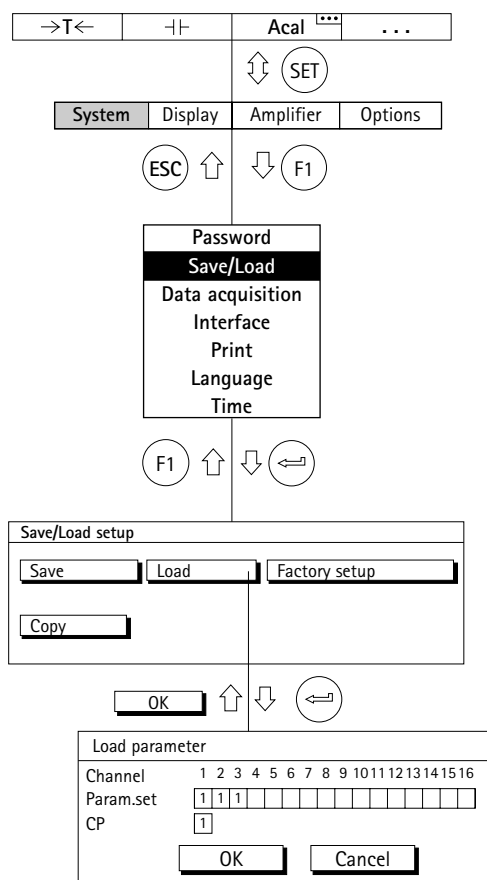 →T← ⊣⊢ Acal ... ...
SET
System Display Amplifier Options
ESC F1
Password
Save/Load
Data acquisition
Interface
Print
Language
Time
F1
Save/Load setup
Save Load Factory setup
Copy
OK
Load parameter
Channel 1 2 3 4 5 6 7 8 9 10 11 12 13 14 15 16
Param.set 1 1 1
CP 1
OK Cancel